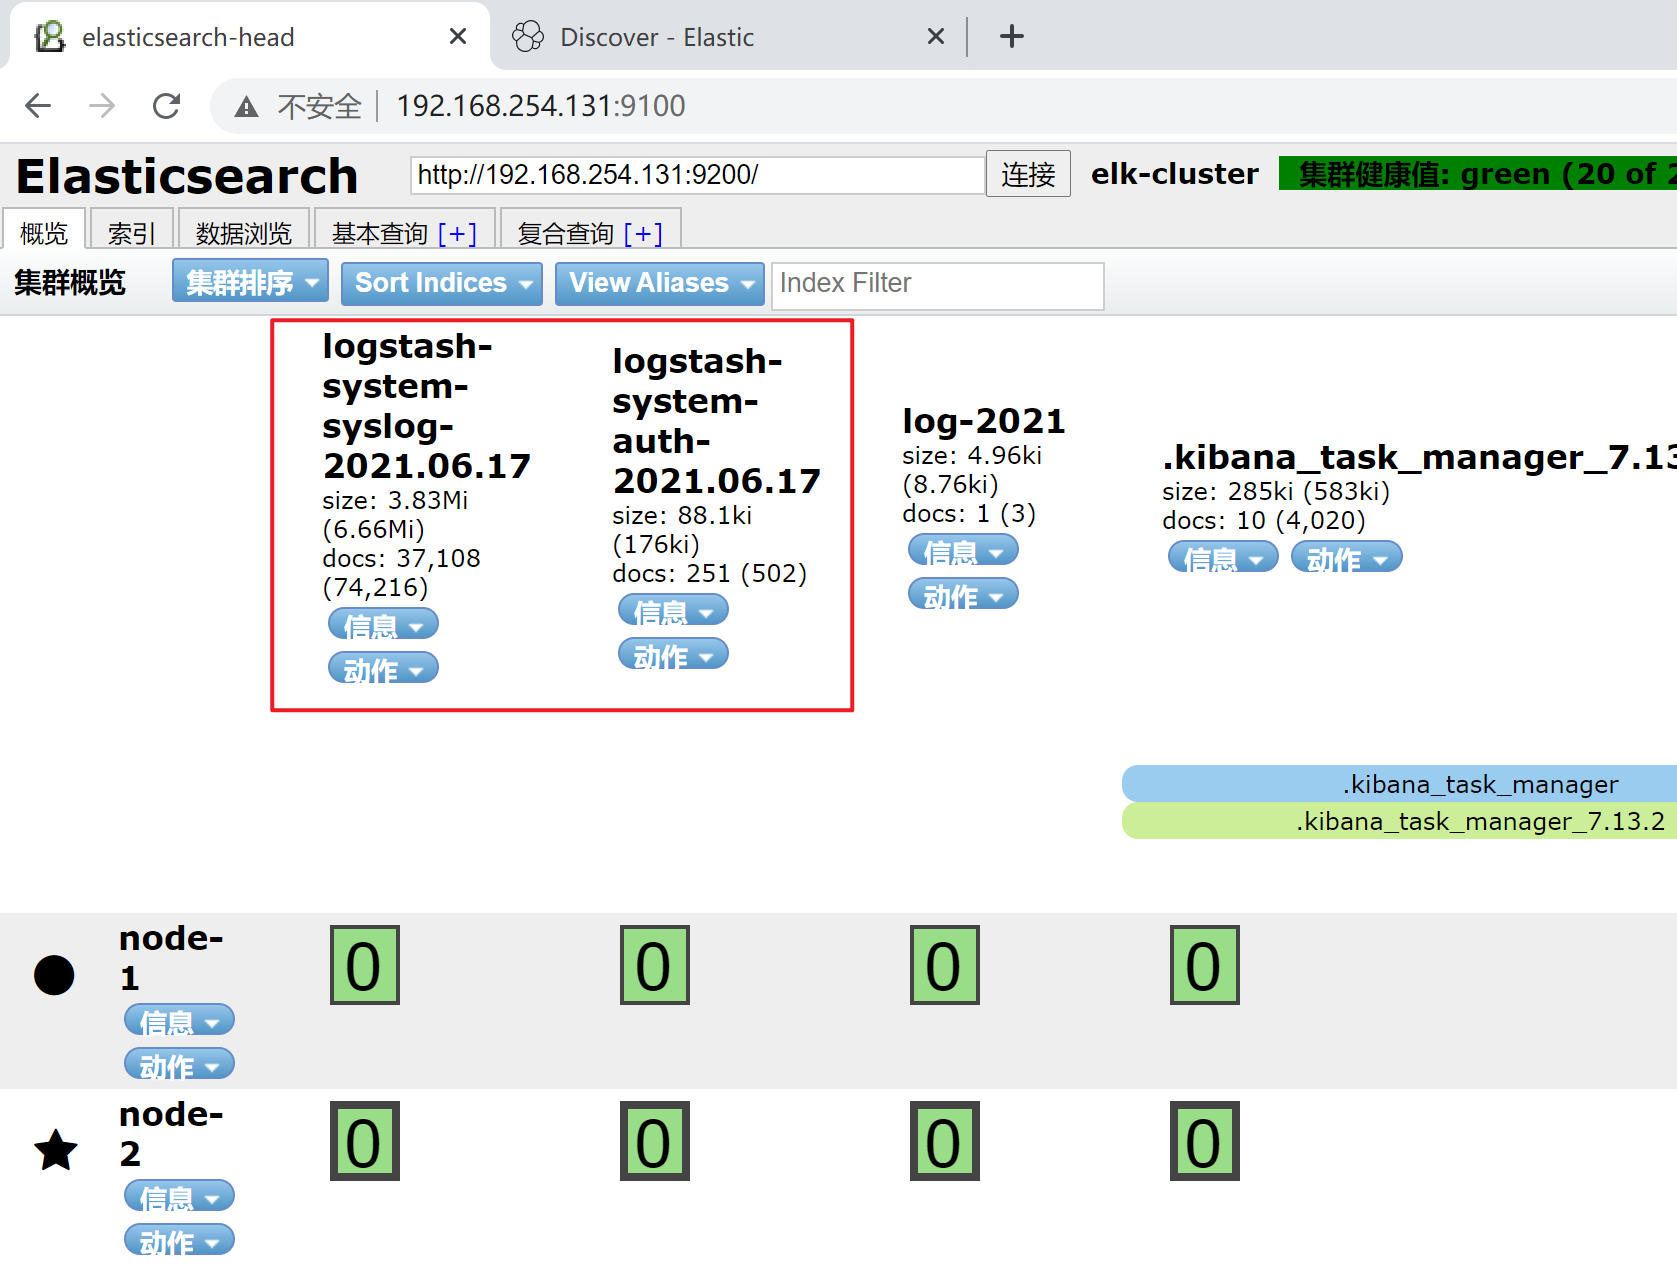 elasticsearch-head
Discover - Elastic
不安全
192.168.254.131:9100
Elasticsearch
http://192.168.254.131:9200/
连接
elk-cluster
集群健康值: green (20 of 2
概览
索引
数据浏览
基本查询 [+]
复合查询 [+]
集群概览
集群排序
Sort Indices
View Aliases
Index Filter
logstash-
system-
syslog-
2021.06.17
size: 3.83Mi
(6.66Mi)
docs: 37,108
(74,216)
信息
动作
logstash-
system-
auth-
2021.06.17
size: 88.1ki
(176ki)
docs: 251 (502)
信息
动作
log-2021
size: 4.96ki
(8.76ki)
docs: 1 (3)
信息
动作
.kibana_task_manager_7.13
size: 285ki (583ki)
docs: 10 (4,020)
信息
动作
.kibana_task_manager
.kibana_task_manager_7.13.2
node-
1
信息
动作
0
0
0
0
node-
2
信息
动作
0
0
0
0